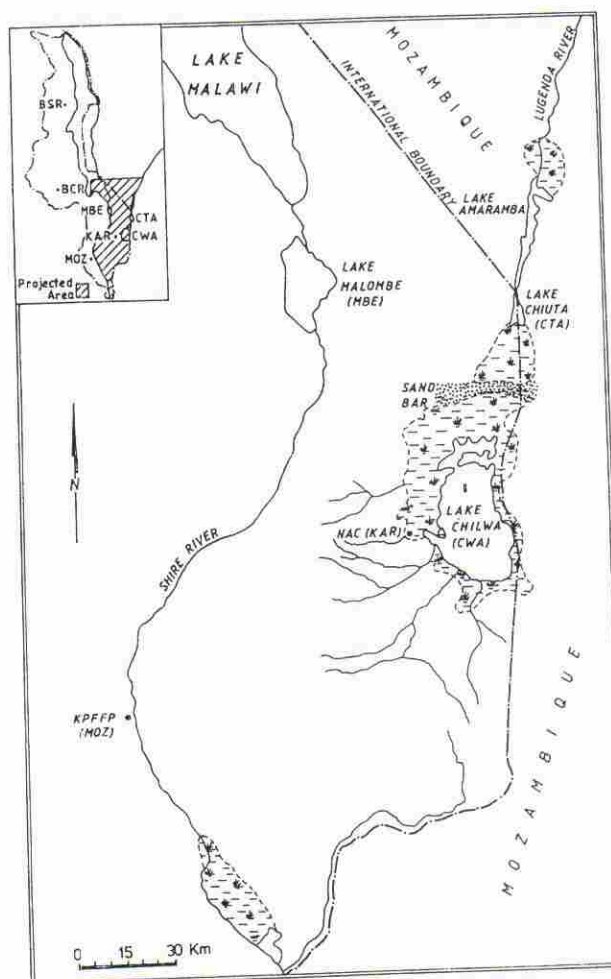 BSR
BCR
MBE
CTA
KAR
CWA
MOZ
Projected
Area
LAKE
MALAWI
MOZAMBIQUE
INTERNATIONAL BOUNDARY
LUGENDA RIVER
LAKE
AMARAMBA
LAKE
MALOMBE
(MBE)
LAKE
CHIUTA
(CTA)
SAND
BAR
N
LAKE
CHILWA
(CWA)
NAC (KAR)
SHIRE RIVER
KPFFP
(MOZ)
MOZAMBIQUE
0 15 30 Km